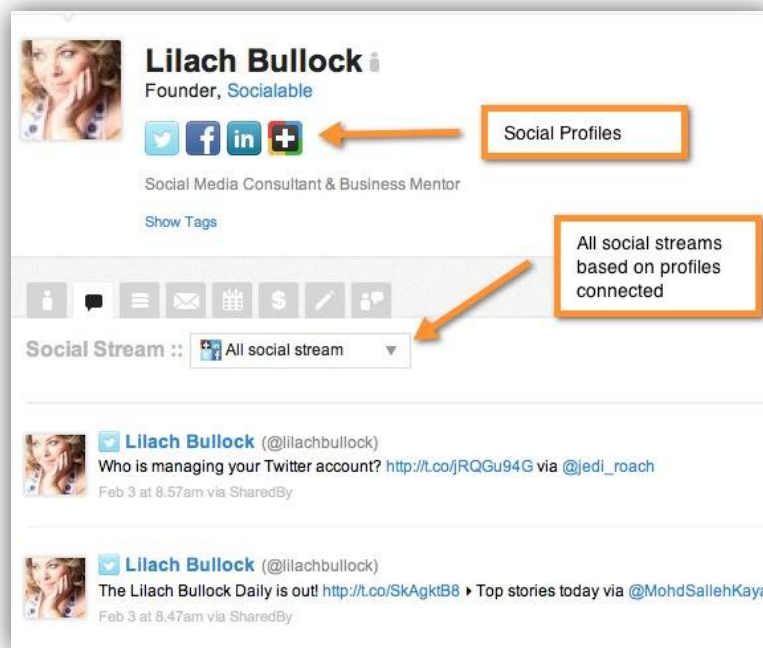 Lilach Bullock
Founder, Socialable
Social Profiles
Social Media Consultant & Business Mentor
Show Tags
All social streams
based on profiles
connected
Social Stream :: All social stream
Lilach Bullock (@lilachbullock)
Who is managing your Twitter account? http://t.co/jRQGu94G via @jedi_roach
Feb 3 at 8.57am via SharedBy
Lilach Bullock (@lilachbullock)
The Lilach Bullock Daily is out! http://t.co/SkAgktB8 ▸ Top stories today via @MohdSallehKaya
Feb 3 at 8.47am via SharedBy